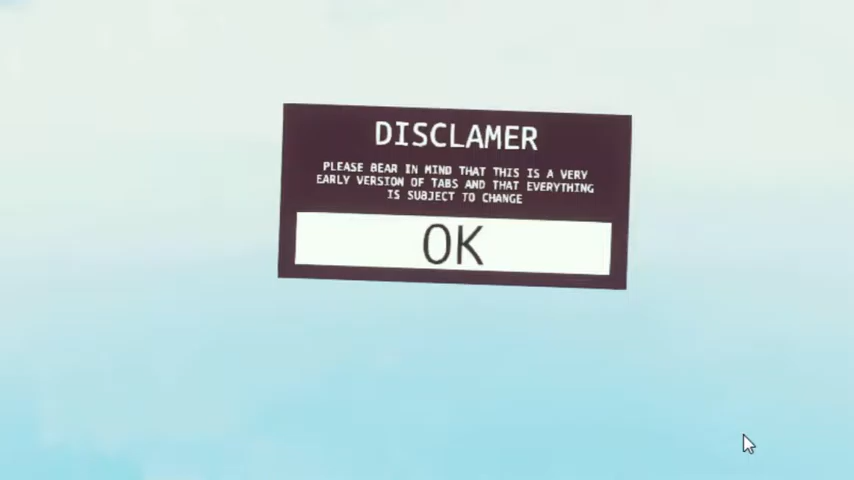 DISCLAMER
PLEASE BEAR IN MIND THAT THIS IS A VERY
EARLY VERSION OF TABS AND THAT EVERYTHING
IS SUBJECT TO CHANGE
OK